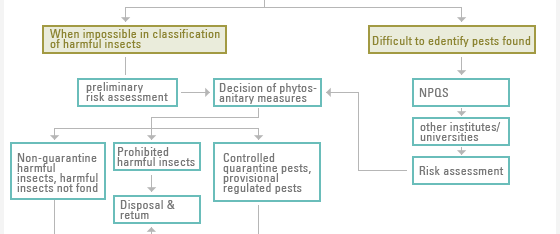 When impossible in classification
of harmful insects
Difficult to edentify pests found
preliminary
risk assessment
Decision of phytos-
anitary measures
NPQS
other institutes/
universities
Non-guarantine
harmful
insects, harmful
insects not fond
Prohibited
harmful insects
Controlled
quarantine pests,
provisional
regulated pests
Risk assessment
Disposal &
retum